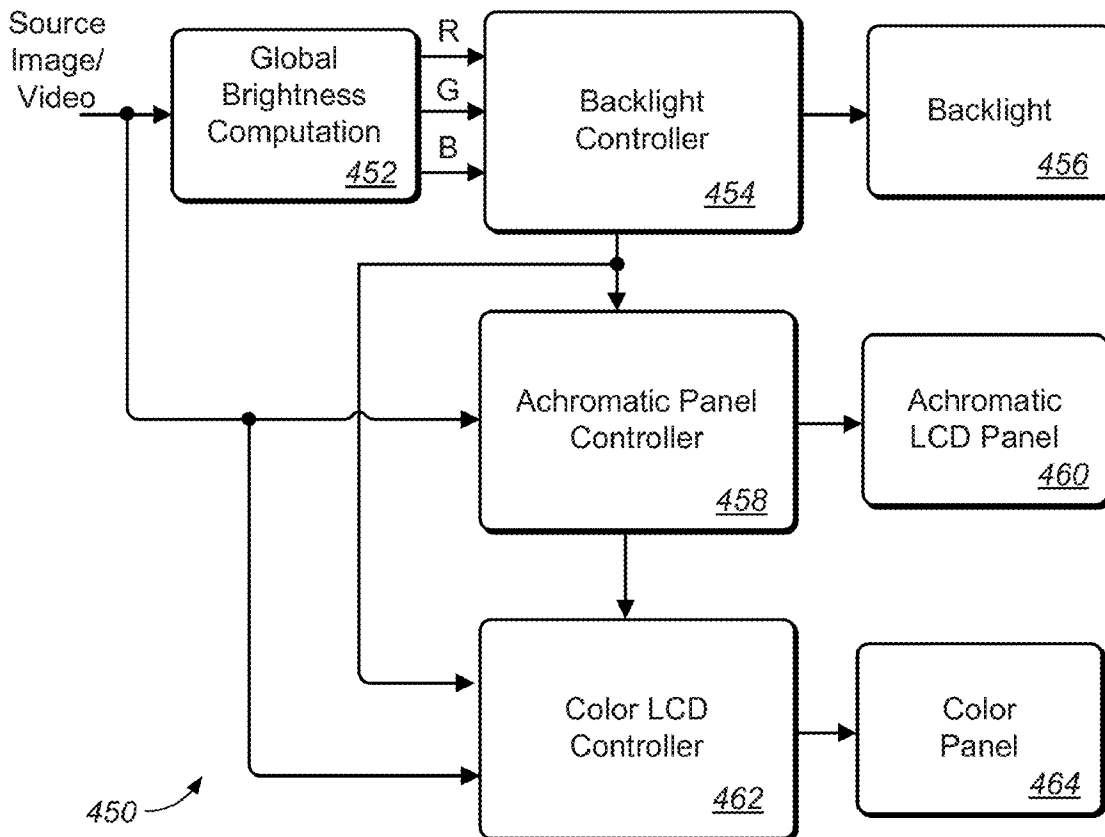 Source
Image/
Video
Global
Brightness
Computation
452
R
G
B
Backlight
Controller
454
Backlight
456
Achromatic Panel
Controller
458
Achromatic
LCD Panel
460
Color LCD
Controller
462
Color
Panel
464
450